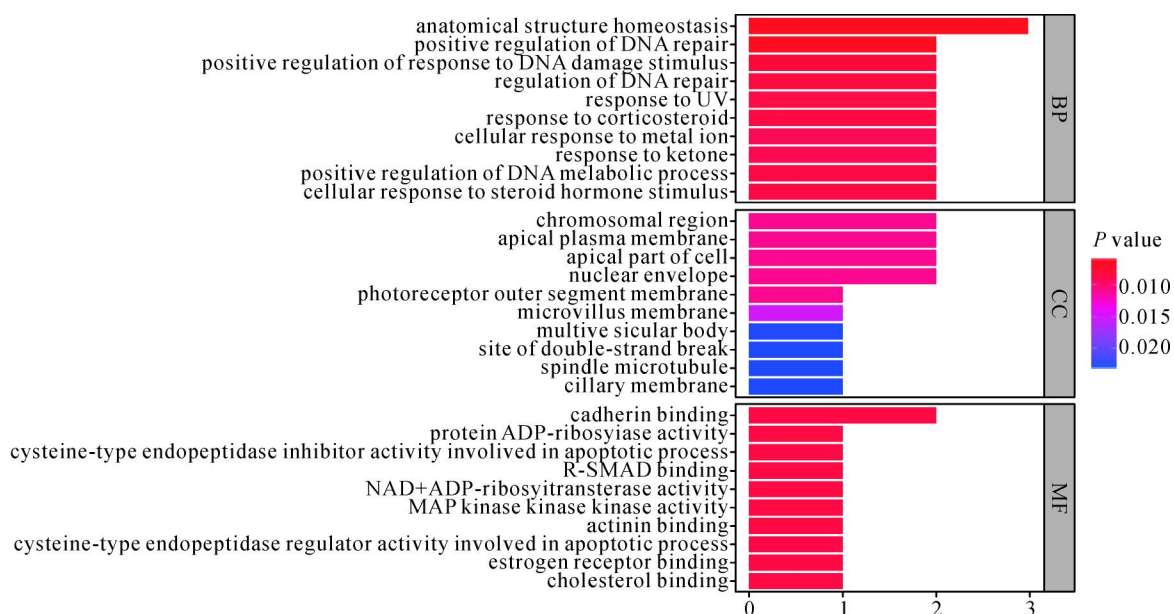 anatomical structure homeostasis
positive regulation of DNA repair
positive regulation of response to DNA damage stimulus
regulation of DNA repair
response to UV
response to corticosteroid
cellular response to metal ion
response to ketone
positive regulation of DNA metabolic process
cellular response to steroid hormone stimulus
BP
chromosomal region
apical plasma membrane
apical part of cell
nuclear envelope
photoreceptor outer segment membrane
microvillus membrane
multive sicular body
site of double-strand break
spindle microtubule
cillary membrane
CC
cadherin binding
protein ADP-ribosyiase activity
cysteine-type endopeptidase inhibitor activity involved in apoptotic process
R-SMAD binding
NAD+ADP-ribosyitransterase activity
MAP kinase kinase kinase activity
actinin binding
cysteine-type endopeptidase regulator activity involved in apoptotic process
estrogen receptor binding
cholesterol binding
MF
0 1 2 3
P value
0.010
0.015
0.020